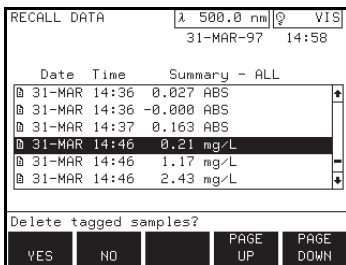 RECALL DATA λ 500.0 nm VIS
31-MAR-97 14:58
Date Time Summary - ALL
31-MAR 14:36 0.027 ABS
31-MAR 14:36 -0.000 ABS
31-MAR 14:37 0.163 ABS
31-MAR 14:46 0.21 mg/L
31-MAR 14:46 1.17 mg/L
31-MAR 14:46 2.43 mg/L
Delete tagged samples?
YES NO PAGE UP PAGE DOWN